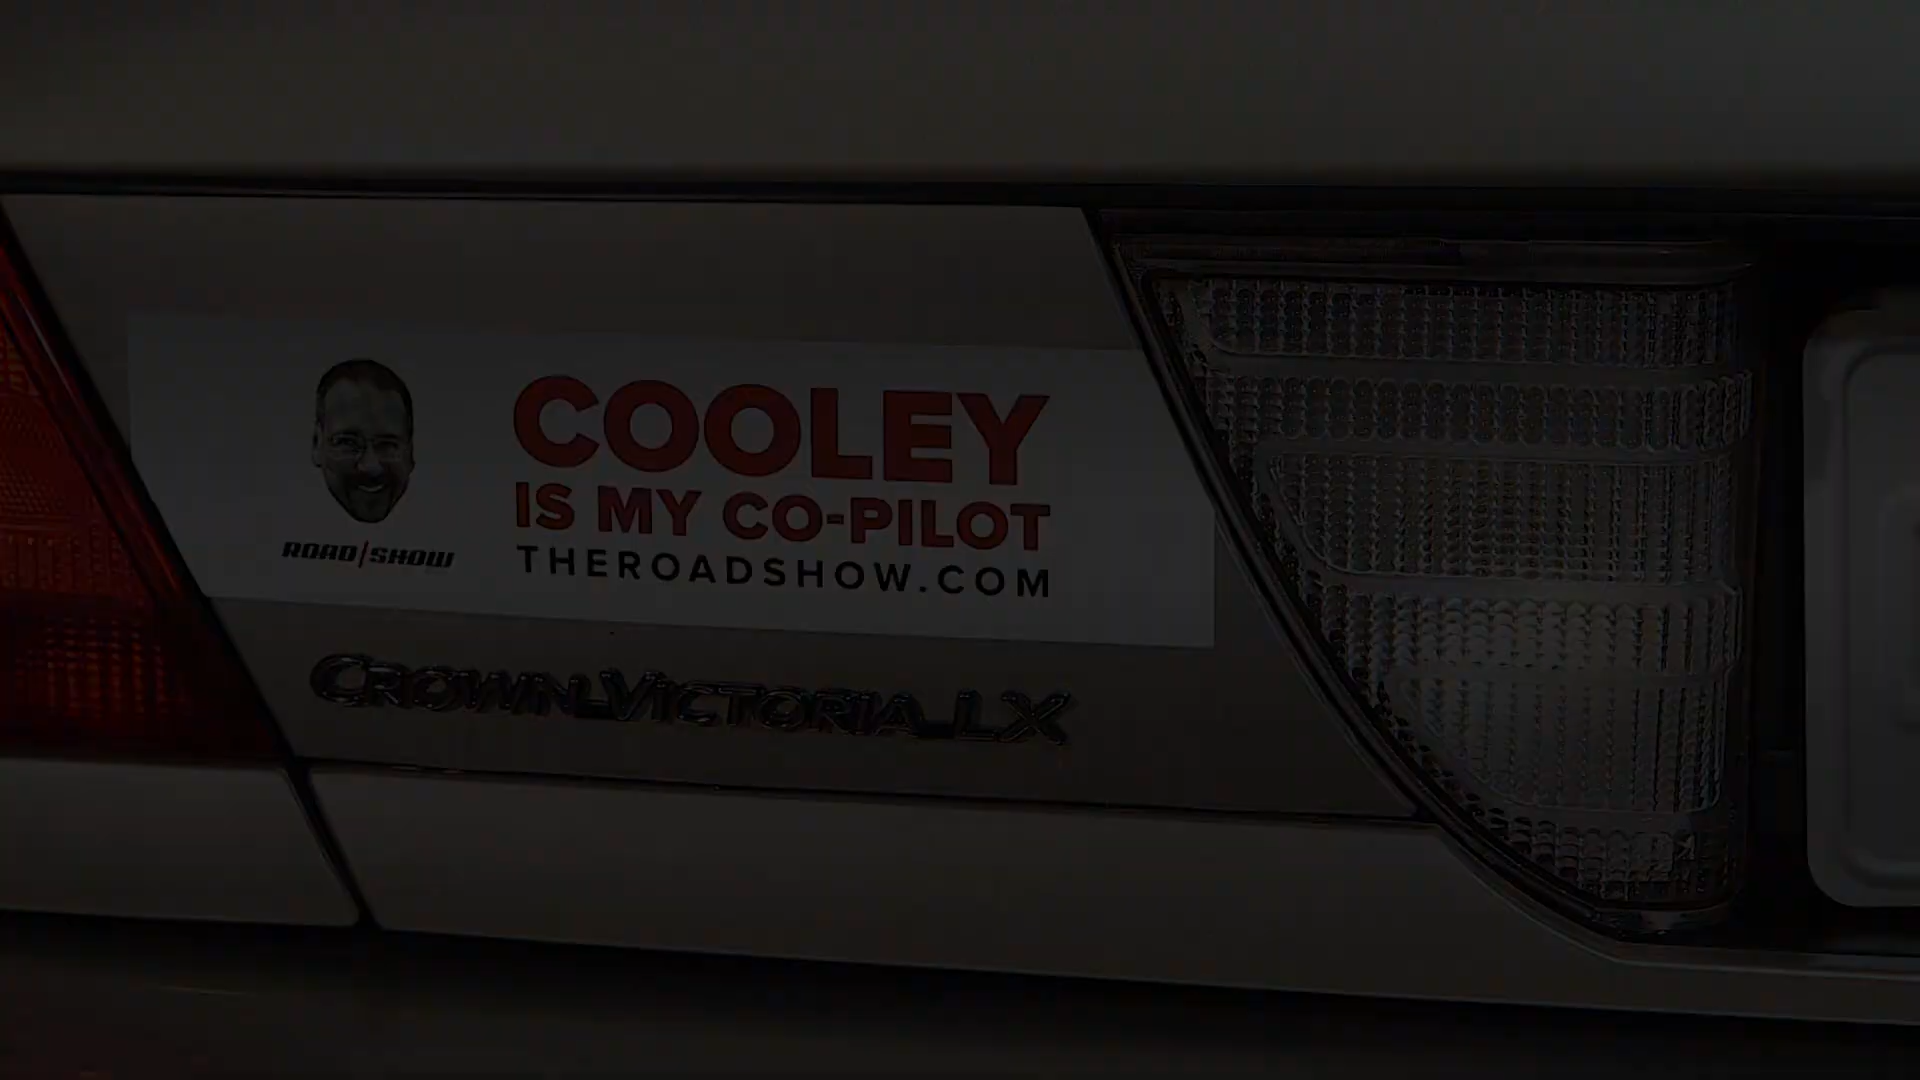 COOLEY
IS MY CO-PILOT
THEROADSHOW.COM
ROAD/SHOW
CROWN VICTORIA LX